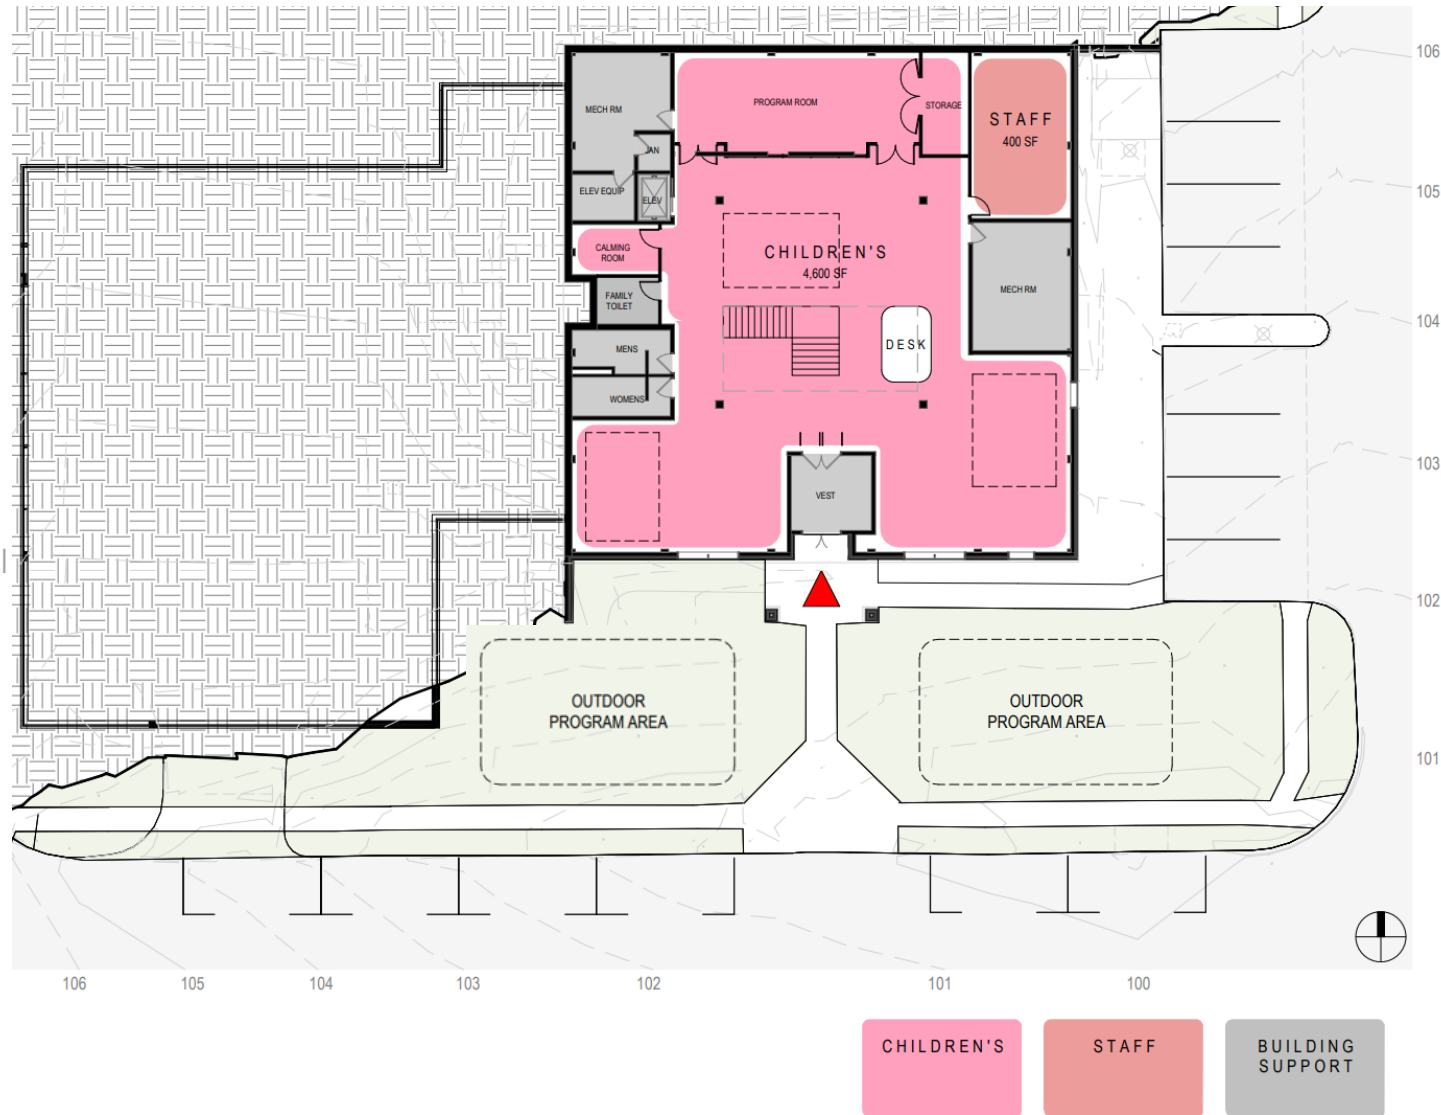 106
PROGRAM ROOM
MECH RM
STORAGE
STAFF
400 SF
JAN
ELEV EQUIP
ELEV
105
CALMING
ROOM
CHILDREN'S
4,600 SF
MECH RM
FAMILY
TOILET
104
DESK
MENS
WOMENS
103
VEST
102
OUTDOOR
PROGRAM AREA
OUTDOOR
PROGRAM AREA
101
106
105
104
103
102
101
100
CHILDREN'S
STAFF
BUILDING
SUPPORT